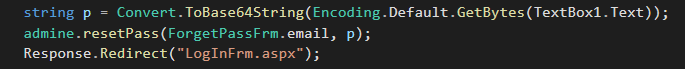 string p = Convert.ToBase64String(Encoding.Default.GetBytes(TextBox1.Text));
admine.resetPass(ForgetPassFrm.email, p);
Response.Redirect("LogInFrm.aspx");